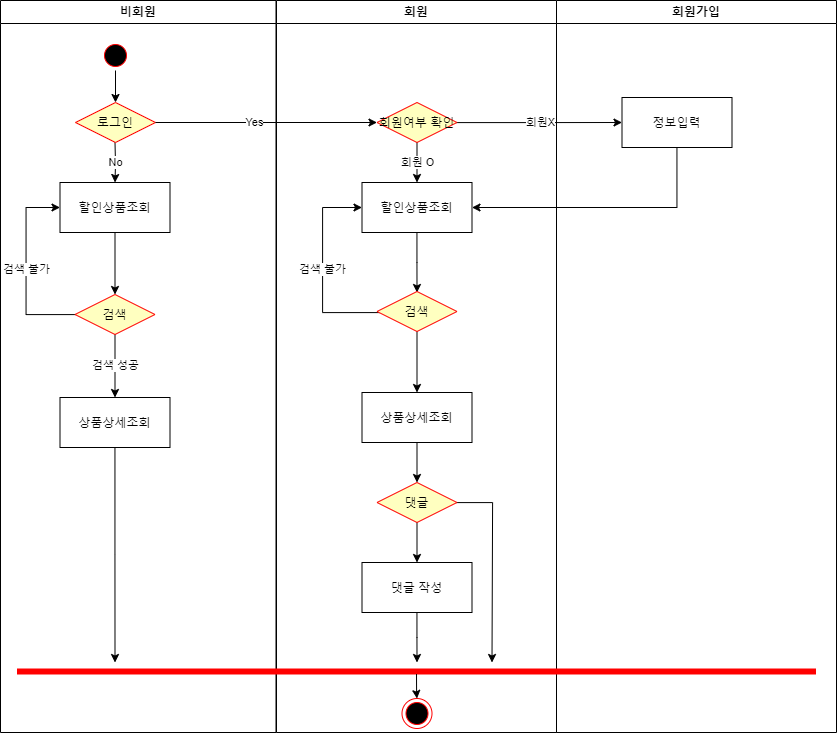 비회원
회원
회원가입
로그인
Yes
회원여부 확인
회원X
정보입력
No
회원 O
할인상품조회
할인상품조회
검색 불가
검색 불가
검색
검색
검색 성공
상품상세조회
상품상세조회
댓글
댓글 작성